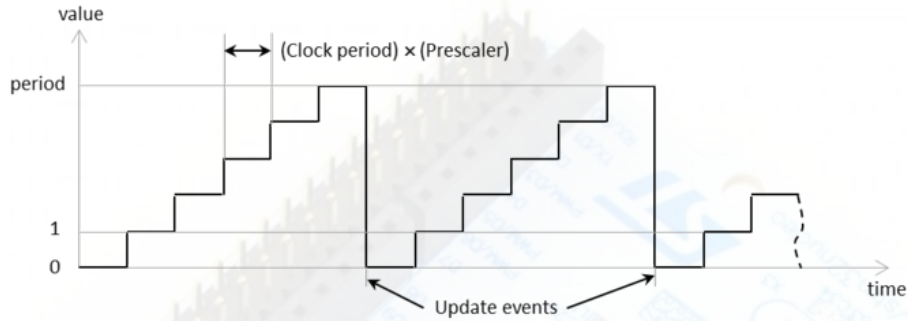 value
(Clock period) × (Prescaler)
period
1
0
time
Update events